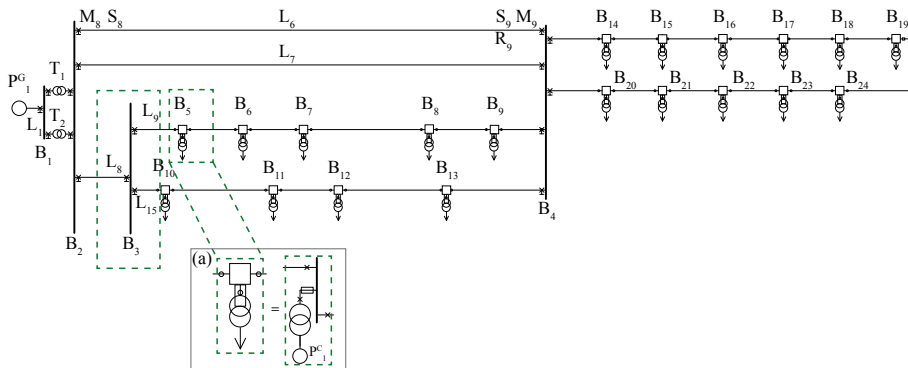 M₈ S₈ L₆ S₉ M₉ B₁₄ B₁₅ B₁₆ B₁₇ B₁₈ B₁₉
R₉
L₇
T₁
Pᴳ₁
B₂₀ B₂₁ B₂₂ B₂₃ B₂₄
L₁ T₂ L₉ B₅ B₆ B₇ B₈ B₉
B₁
L₈ B₁₀ B₁₁ B₁₂ B₁₃
L₁₅ B₄
B₂ B₃
(a)
=
Pᶜ₁